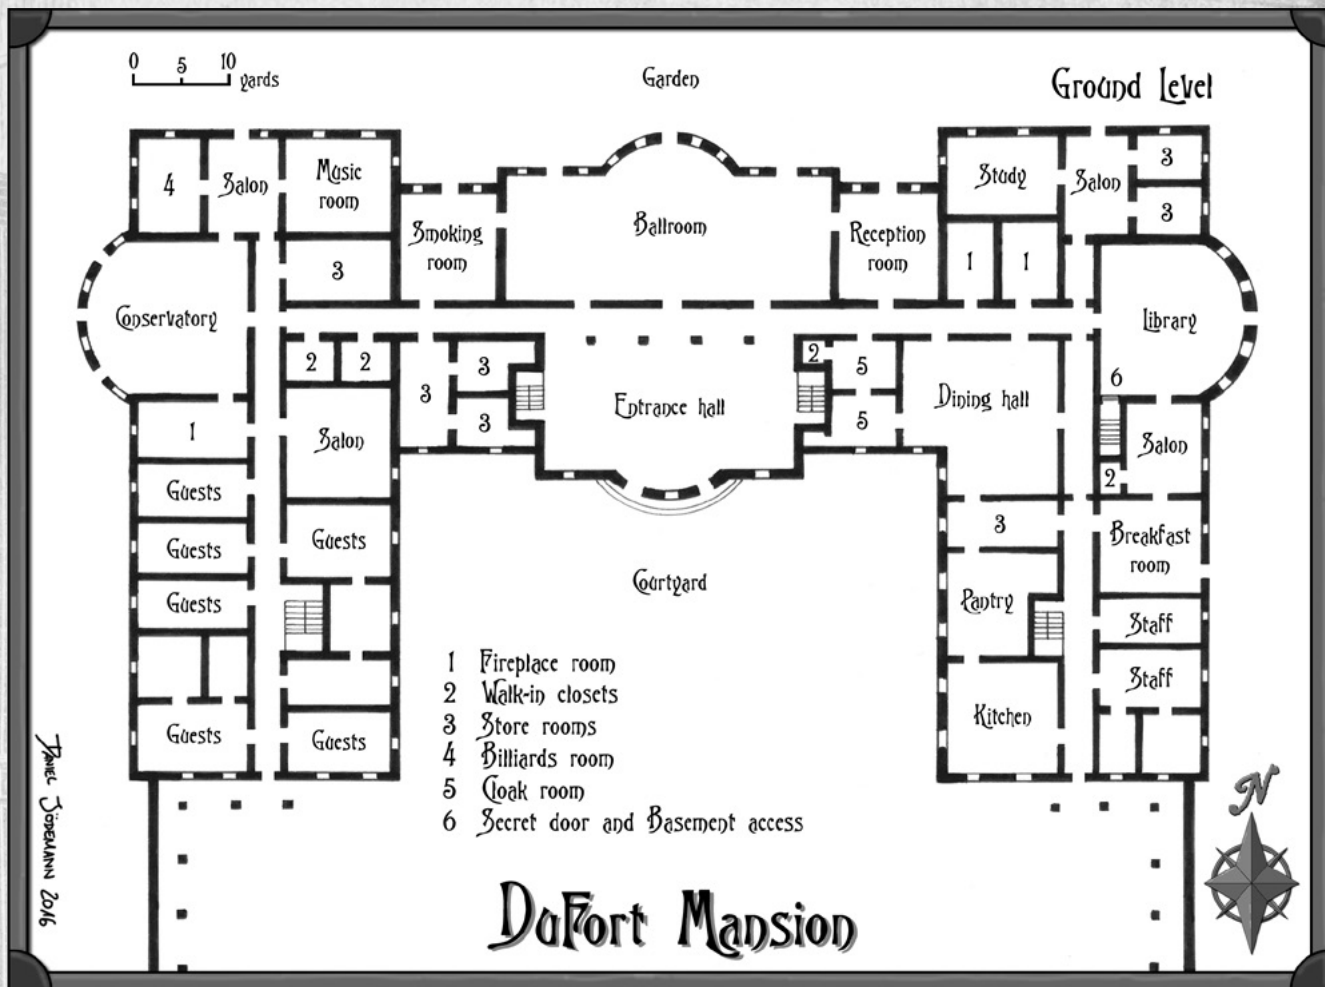 0 5 10
yards
Garden
Ground Level
4
Salon
Music
room
Smoking
room
Ballroom
Reception
room
Study
Salon
3
3
1
1
3
Conservatory
Library
2
2
3
3
3
2
5
5
6
Entrance hall
Dining hall
Salon
2
1
Salon
Guests
Guests
Guests
Guests
3
Breakfast
room
Courtyard
Pantry
Staff
Staff
Kitchen
Guests
Guests
1 Fireplace room
2 Walk-in closets
3 Store rooms
4 Billiards room
5 Cloak room
6 Secret door and Basement access
Daniel Jödemann 2016
N
DuFort Mansion